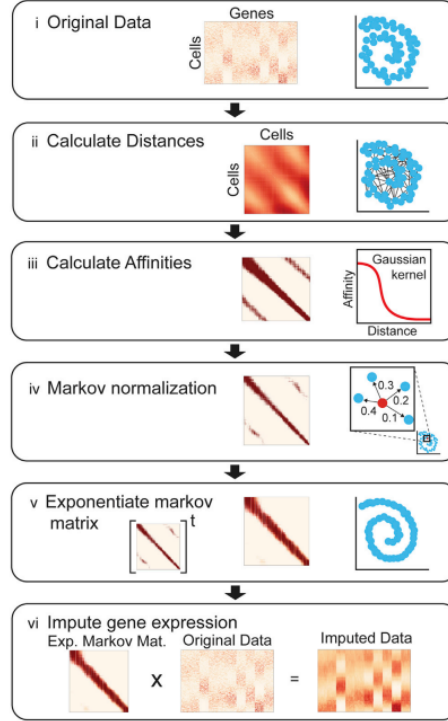 i Original Data
Genes
Cells
ii Calculate Distances
Cells
Cells
iii Calculate Affinities
Gaussian
kernel
Affinity
Distance
iv Markov normalization
0.3
0.2
0.4
0.1
v Exponentiate markov
matrix
t
vi Impute gene expression
Exp. Markov Mat.
Original Data
Imputed Data
X
=